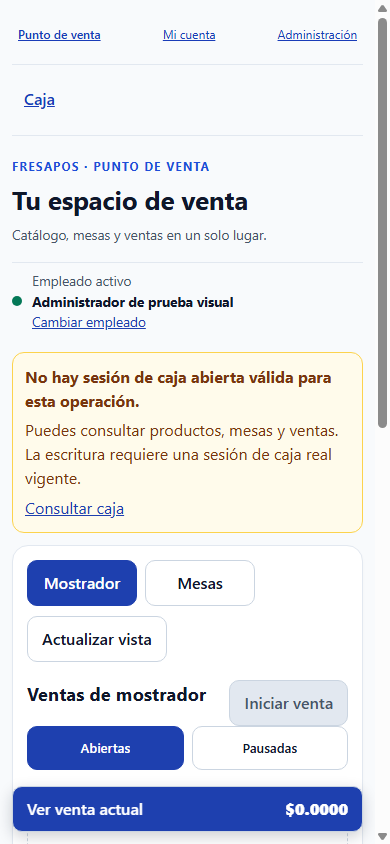 Punto de venta Mi cuenta Administración
Caja
FRESAPOS · PUNTO DE VENTA
Tu espacio de venta
Catálogo, mesas y ventas en un solo lugar.
Empleado activo
Administrador de prueba visual
Cambiar empleado
No hay sesión de caja abierta válida para
esta operación.
Puedes consultar productos, mesas y ventas.
La escritura requiere una sesión de caja real
vigente.
Consultar caja
Mostrador Mesas
Actualizar vista
Ventas de mostrador Iniciar venta
Abiertas Pausadas
Ver venta actual $0.0000